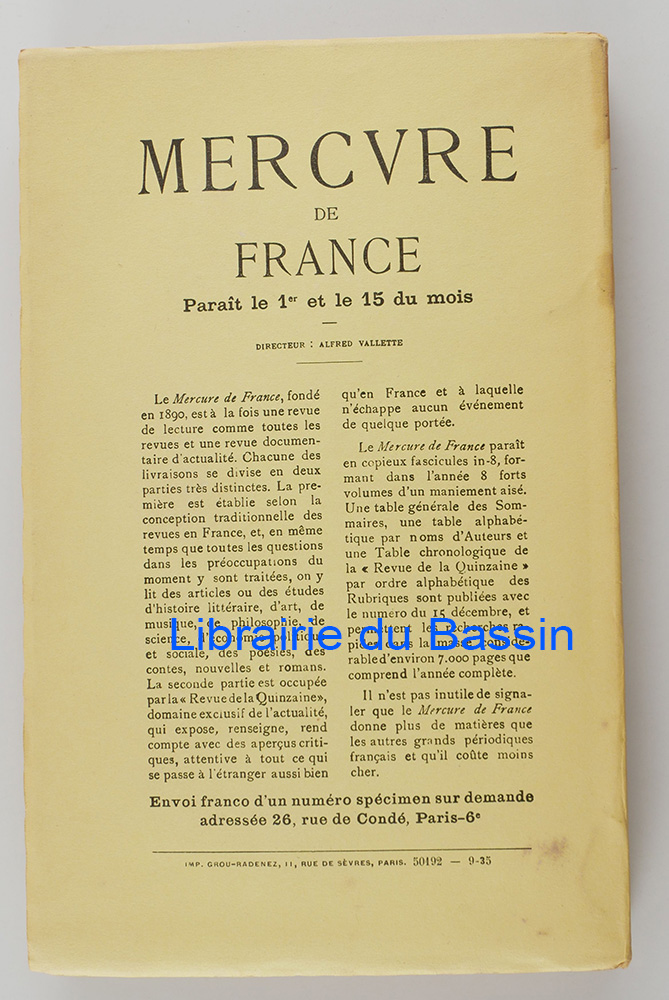 MERCVRE
DE
FRANCE
Paraît le 1er et le 15 du mois
DIRECTEUR : ALFRED VALLETTE
Le Mercure de France, fondé
en 1890, est à la fois une revue
de lecture comme toutes les
revues et une revue documen-
taire d'actualité. Chacune des
livraisons se divise en deux
parties très distinctes. La pre-
mière est établie selon la
conception traditionnelle des
revues en France, et, en même
temps que toutes les questions
dans les préoccupations du
moment y sont traitées, on y
lit des articles ou des études
d'histoire littéraire, d'art, de
musique, de philosophie, de
science, d'économie politique
et sociale, des poésies, des
contes, nouvelles et romans.
La seconde partie est occupée
par la « Revue de la Quinzaine»,
domaine exclusif de l'actualité,
qui expose, renseigne, rend
compte avec des aperçus criti-
ques, attentive à tout ce qui
se passe à l'étranger aussi bien
qu'en France et à laquelle
n'échappe aucun événement
de quelque portée.
Le Mercure de France paraît
en copieux fascicules in-8, for-
mant dans l'année 8 forts
volumes d'un maniement aisé.
Une table générale des Som-
maires, une table alphabé-
tique par noms d'Auteurs et
une Table chronologique de
la « Revue de la Quinzaine »
par ordre alphabétique des
Rubriques sont publiées avec
le numéro du 15 décembre, et
permettent les recherches ra-
pides dans la masse considé-
rable d'environ 7.000 pages que
comprend l'année complète.
Il n'est pas inutile de signa-
ler que le Mercure de France
donne plus de matières que
les autres grands périodiques
français et qu'il coûte moins
cher.
Librairie du Bassin
Envoi franco d'un numéro spécimen sur demande
adressée 26, rue de Condé, Paris-6e
IMP. GROU-RADENEZ, 11, RUE DE SÈVRES, PARIS. 50192 — 9-35